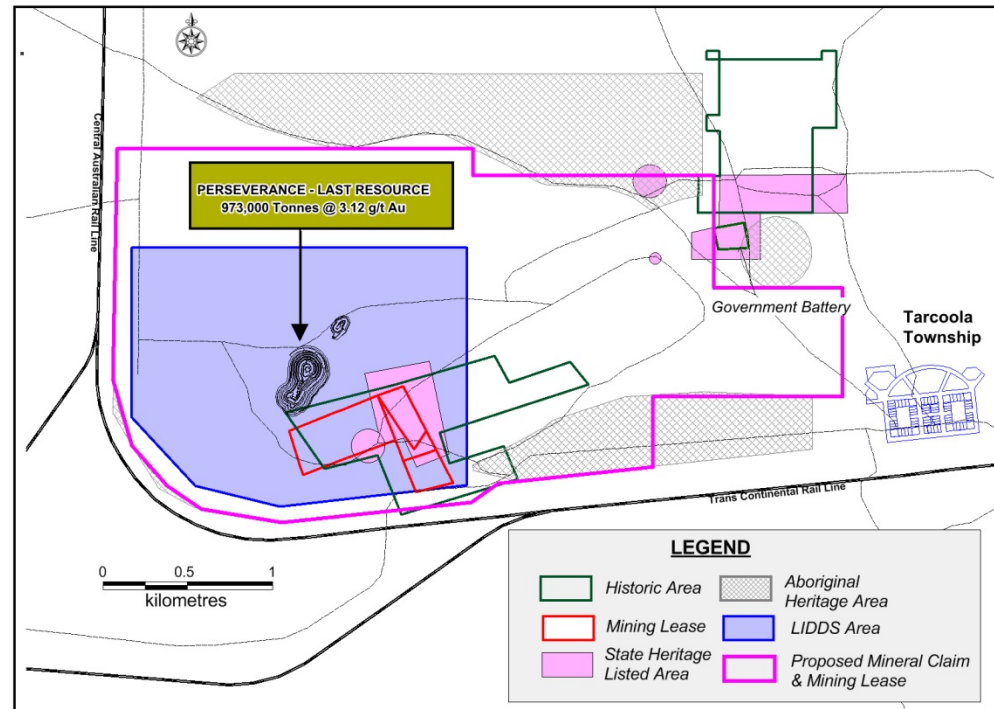 Central Australian Rail Line
PERSEVERANCE - LAST RESOURCE
973,000 Tonnes @ 3.12 g/t Au
Government Battery
Tarcoola
Township
Trans Continental Rail Line
0 0.5 1
kilometres
LEGEND
Historic Area
Aboriginal
Heritage Area
Mining Lease
LIDDS Area
State Heritage
Listed Area
Proposed Mineral Claim
& Mining Lease